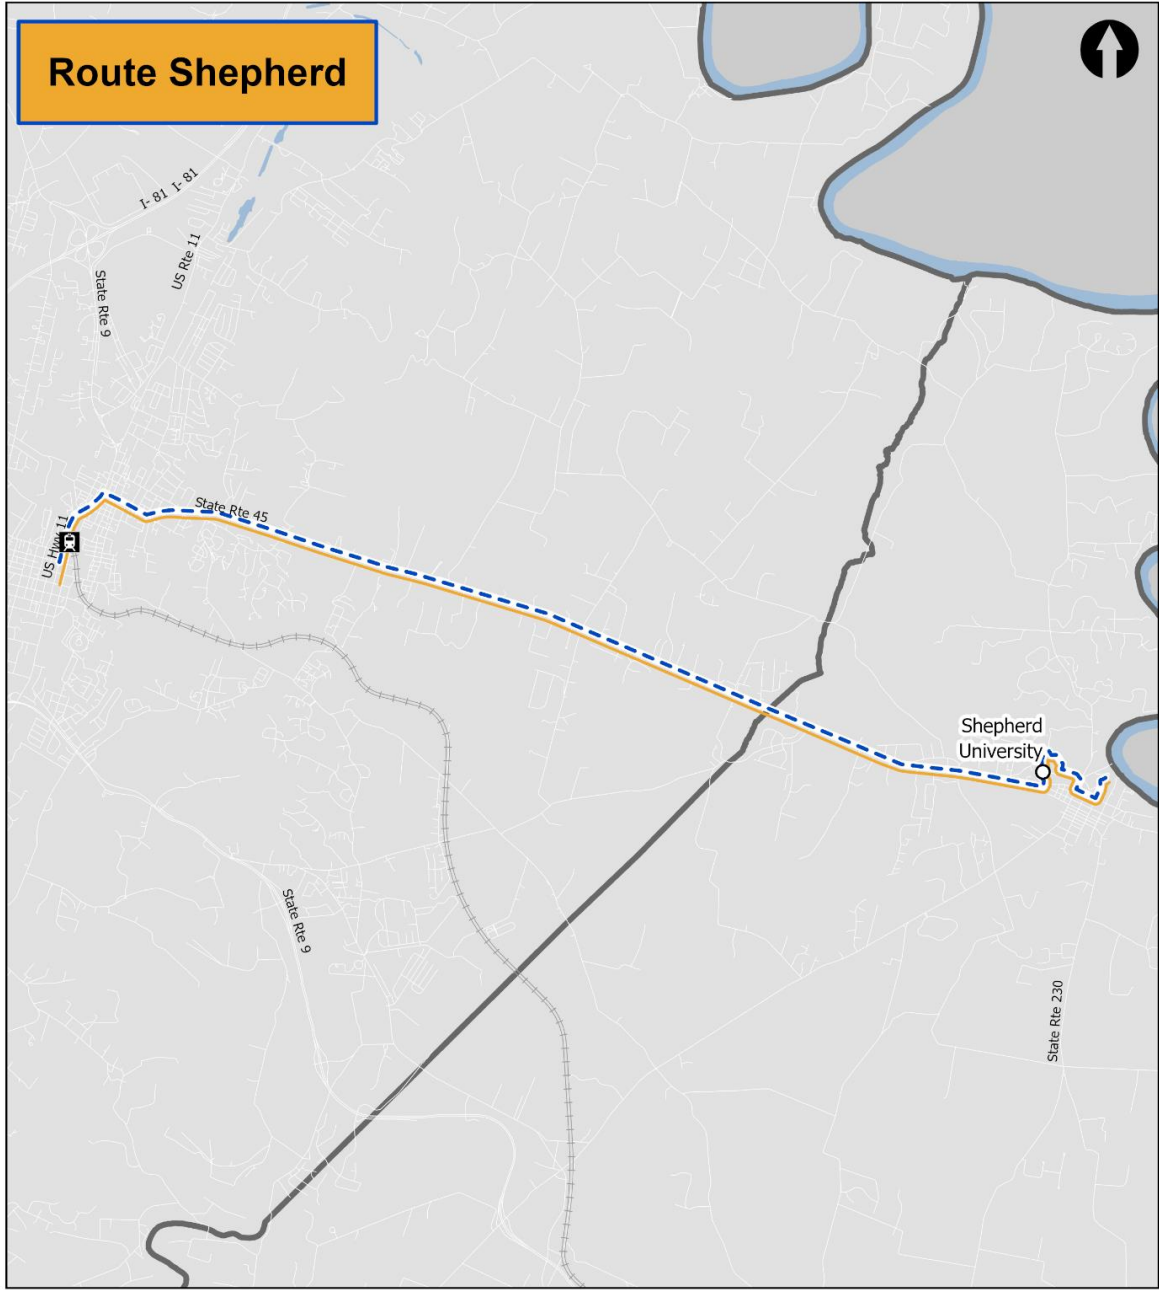 Route Shepherd
I- 81 I- 81
US Rte 11
State Rte 9
State Rte 45
US Hwy 11
Shepherd
University
State Rte 9
State Rte 230